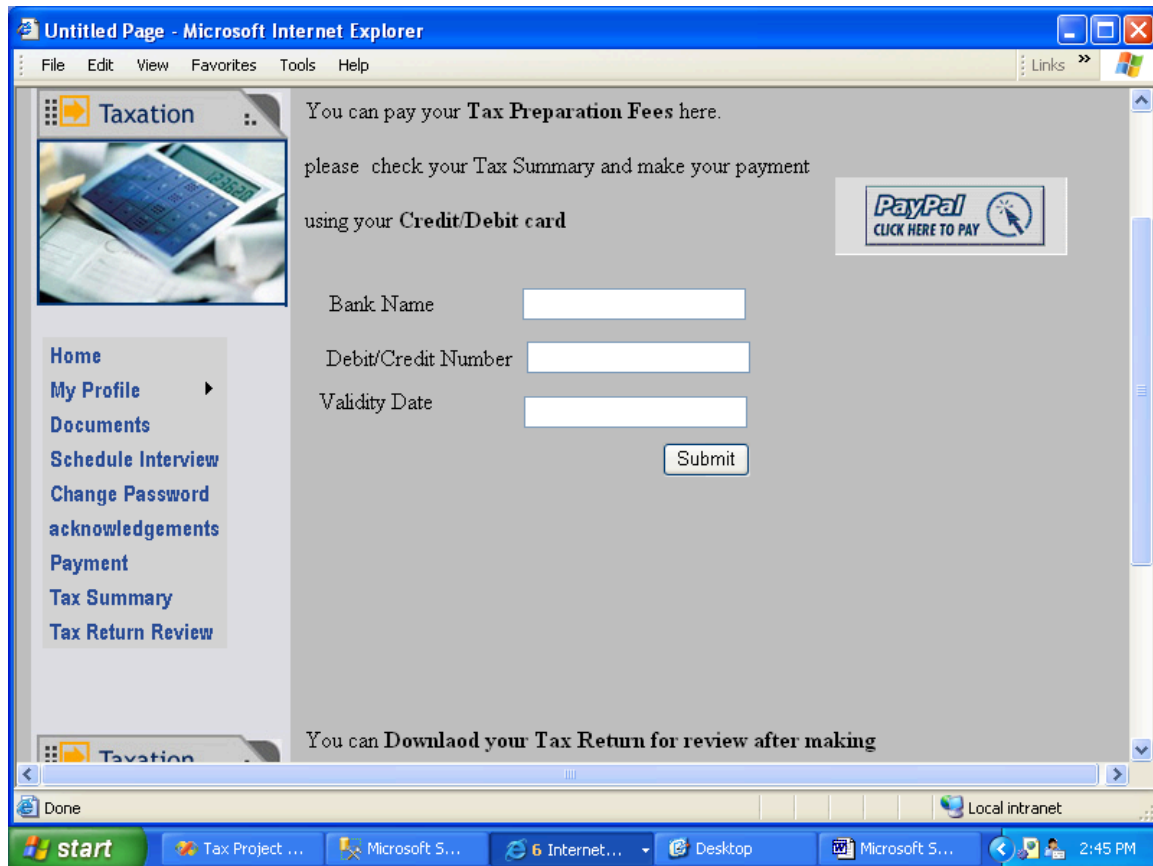 Untitled Page - Microsoft Internet Explorer
File Edit View Favorites Tools Help
Links »
Taxation
You can pay your Tax Preparation Fees here.
please check your Tax Summary and make your payment
using your Credit/Debit card
PayPal
CLICK HERE TO PAY
123620
Bank Name
Debit/Credit Number
Validity Date
Submit
Home
My Profile
Documents
Schedule Interview
Change Password
acknowledgements
Payment
Tax Summary
Tax Return Review
You can Downlaod your Tax Return for review after making
Taxation
Done
Local intranet
start
Tax Project ...
Microsoft S...
6 Internet...
Desktop
Microsoft S...
2:45 PM